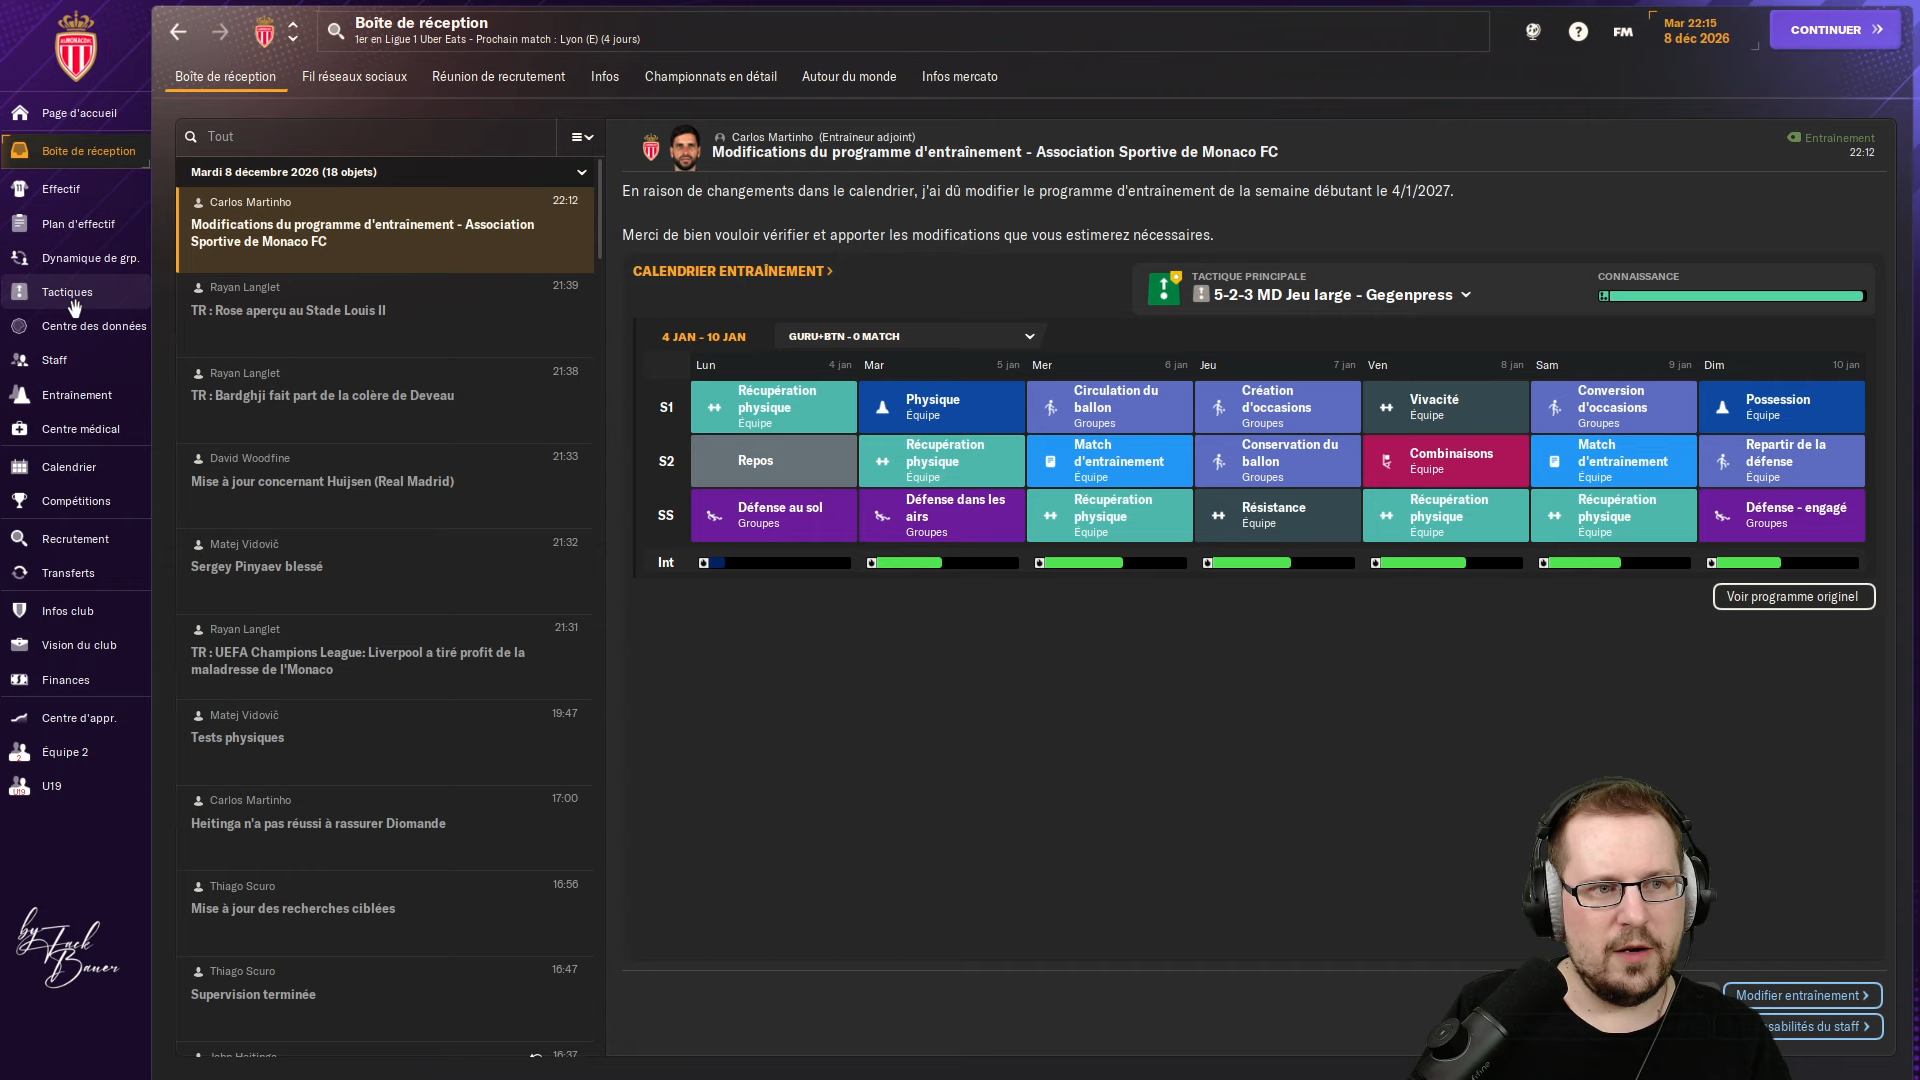 Boîte de réception
1er en Ligue 1 Uber Eats - Prochain match : Lyon (E) (4 jours)
FM
Mar 22:15
8 déc 2026
CONTINUER
Boîte de réception
Fil réseaux sociaux
Réunion de recrutement
Infos
Championnats en détail
Autour du monde
Infos mercato
Page d'accueil
Boîte de réception
Effectif
Plan d'effectif
Dynamique de grp.
Tactiques
Centre des données
Staff
Entraînement
Centre médical
Calendrier
Compétitions
Recrutement
Transferts
Infos club
Vision du club
Finances
Centre d'appr.
Équipe 2
U19
by Jack Bauer
Tout
Mardi 8 décembre 2026 (18 objets)
Carlos Martinho 22:12
Modifications du programme d'entraînement - Association
Sportive de Monaco FC
Rayan Langlet 21:39
TR : Rose aperçu au Stade Louis II
Rayan Langlet 21:38
TR : Bardghji fait part de la colère de Deveau
David Woodfine 21:33
Mise à jour concernant Huijsen (Real Madrid)
Matej Vidovič 21:32
Sergey Pinyaev blessé
Rayan Langlet 21:31
TR : UEFA Champions League: Liverpool a tiré profit de la
maladresse de l'Monaco
Matej Vidovič 19:47
Tests physiques
Carlos Martinho 17:00
Heitinga n'a pas réussi à rassurer Diomande
Thiago Scuro 16:56
Mise à jour des recherches ciblées
Thiago Scuro 16:47
Supervision terminée
John Heitinga 16:37
Carlos Martinho (Entraîneur adjoint)
Modifications du programme d'entraînement - Association Sportive de Monaco FC
Entraînement
22:12
En raison de changements dans le calendrier, j'ai dû modifier le programme d'entraînement de la semaine débutant le 4/1/2027.
Merci de bien vouloir vérifier et apporter les modifications que vous estimerez nécessaires.
CALENDRIER ENTRAÎNEMENT >
TACTIQUE PRINCIPALE
5-2-3 MD Jeu large - Gegenpress
CONNAISSANCE
4 JAN - 10 JAN
GURU+BTN - 0 MATCH
Lun 4 jan Mar 5 jan Mer 6 jan Jeu 7 jan Ven 8 jan Sam 9 jan Dim 10 jan
S1
Récupération physique Équipe
Physique Équipe
Circulation du ballon Groupes
Création d'occasions Groupes
Vivacité Équipe
Conversion d'occasions Groupes
Possession Équipe
S2
Repos
Récupération physique Équipe
Match d'entraînement Équipe
Conservation du ballon Groupes
Combinaisons Équipe
Match d'entraînement Équipe
Repartir de la défense Groupes
SS
Défense au sol Groupes
Défense dans les airs Groupes
Récupération physique Équipe
Résistance Équipe
Récupération physique Équipe
Récupération physique Équipe
Défense - engagé Groupes
Int
Voir programme originel
Modifier entraînement >
sabilités du staff >